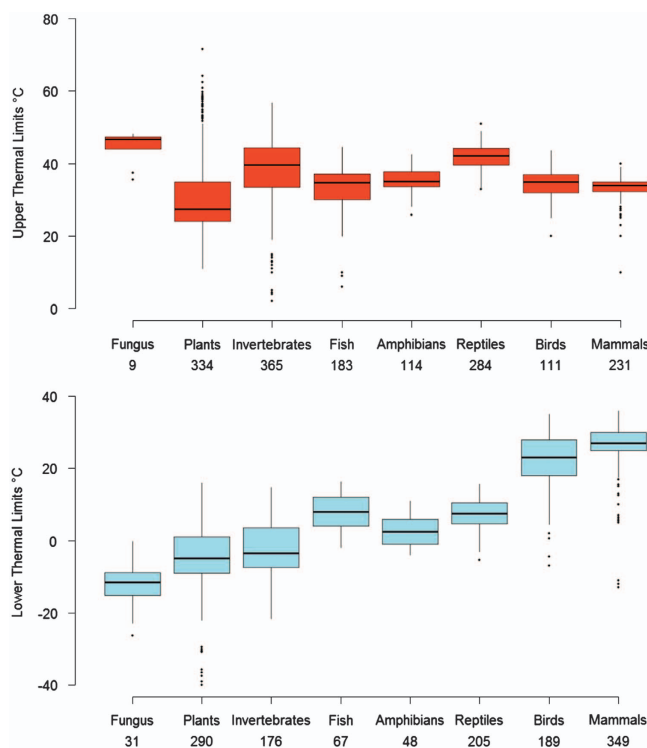 Upper Thermal Limits °C
80
60
40
20
0
Fungus Plants Invertebrates Fish Amphibians Reptiles Birds Mammals
9 334 365 183 114 284 111 231
Lower Thermal Limits °C
40
20
0
-20
-40
Fungus Plants Invertebrates Fish Amphibians Reptiles Birds Mammals
31 290 176 67 48 205 189 349